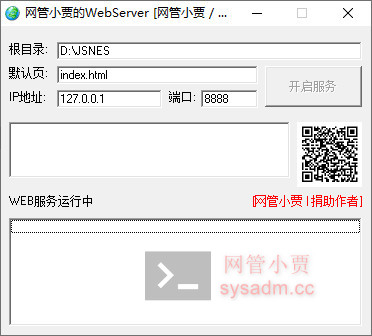 网管小贾的WebServer [网管小贾 / ...
根目录: D:\JSNES
默认页: index.html
IP地址: 127.0.0.1 端口: 8888
开启服务
WEB服务运行中 [网管小贾 | 捐助作者]
网管小贾
sysadm.cc